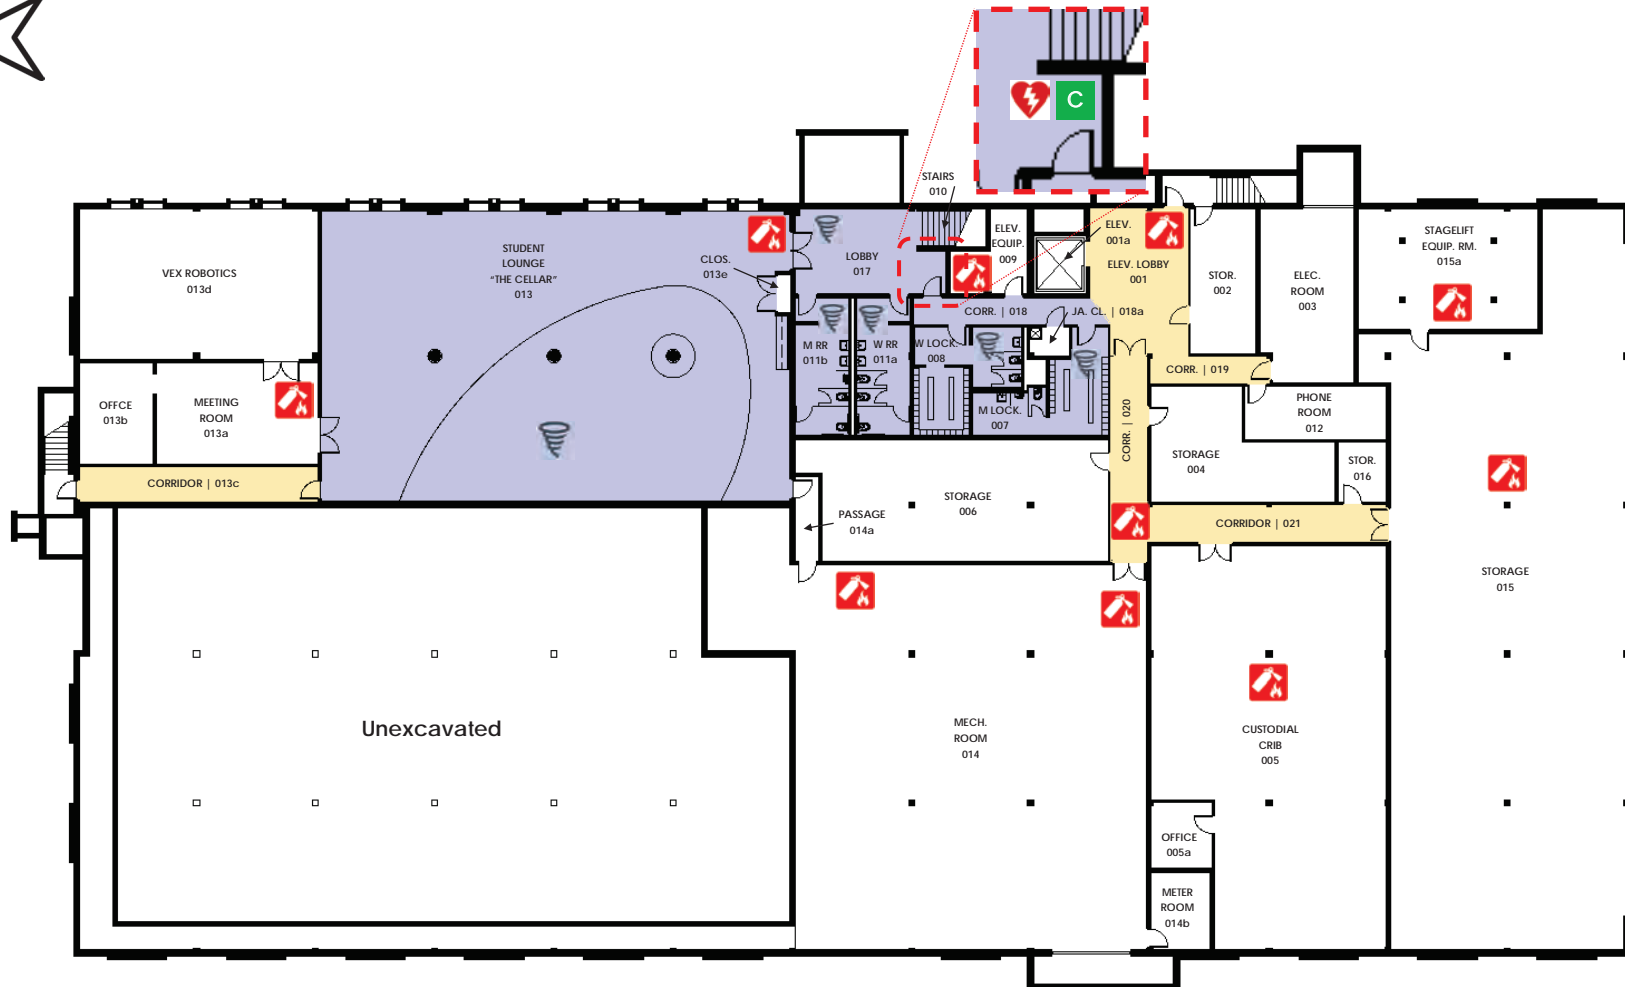 C
STAIRS
010
VEX ROBOTICS
013d
STUDENT
LOUNGE
“THE CELLAR”
013
CLOS.
013e
LOBBY
017
ELEV.
EQUIP.
009
ELEV.
001a
ELEV. LOBBY
001
STOR.
002
ELEC.
ROOM
003
STAGELIFT
EQUIP. RM.
015a
CORR. | 018
JA. CL. | 018a
M RR
011b
W RR
011a
W LOCK.
008
M LOCK.
007
CORR. | 019
CORR. | 020
OFFCE
013b
MEETING
ROOM
013a
PHONE
ROOM
012
STORAGE
004
STOR.
016
CORRIDOR | 013c
STORAGE
006
PASSAGE
014a
CORRIDOR | 021
STORAGE
015
Unexcavated
MECH.
ROOM
014
CUSTODIAL
CRIB
005
OFFICE
005a
METER
ROOM
014b